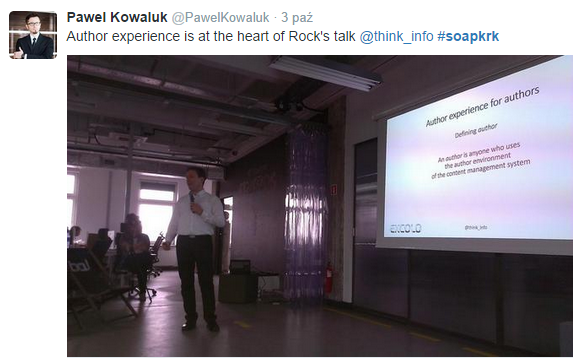 Pawel Kowaluk @PawelKowaluk · 3 paź
Author experience is at the heart of Rock's talk @think_info #soapkrk
Author experience for authors
Defining author
An author is anyone who uses
the author environment
of the content management system
EXCOLO
@think_info